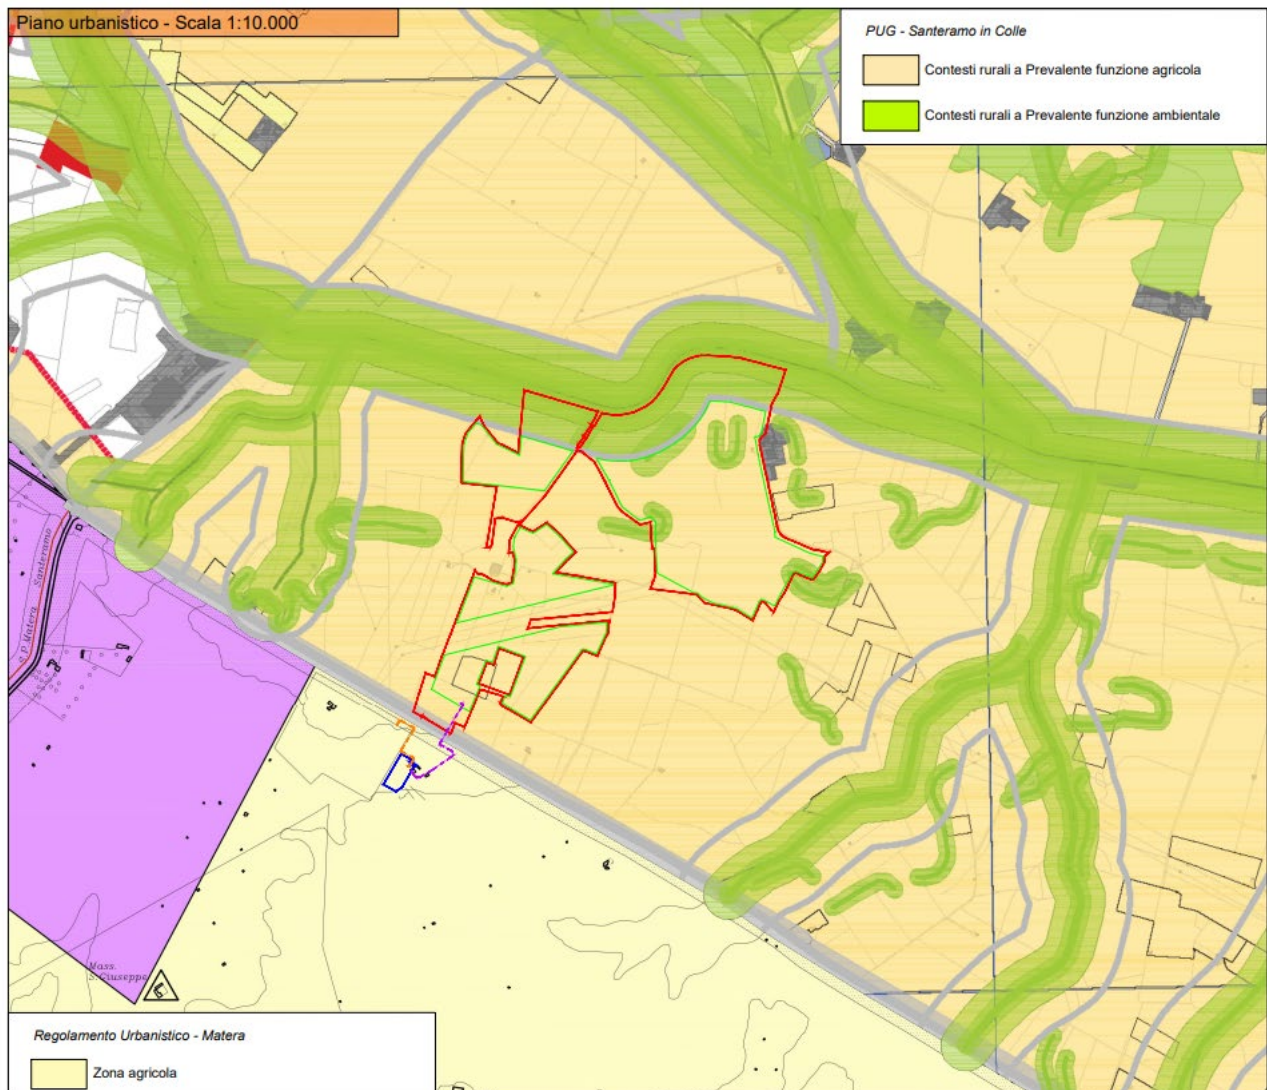 Piano urbanistico - Scala 1:10.000
PUG - Santeramo in Colle
Contesti rurali a Prevalente funzione agricola
Contesti rurali a Prevalente funzione ambientale
S.P. Matera Santeramo
Mass.
S.Giuseppe
Regolamento Urbanistico - Matera
Zona agricola